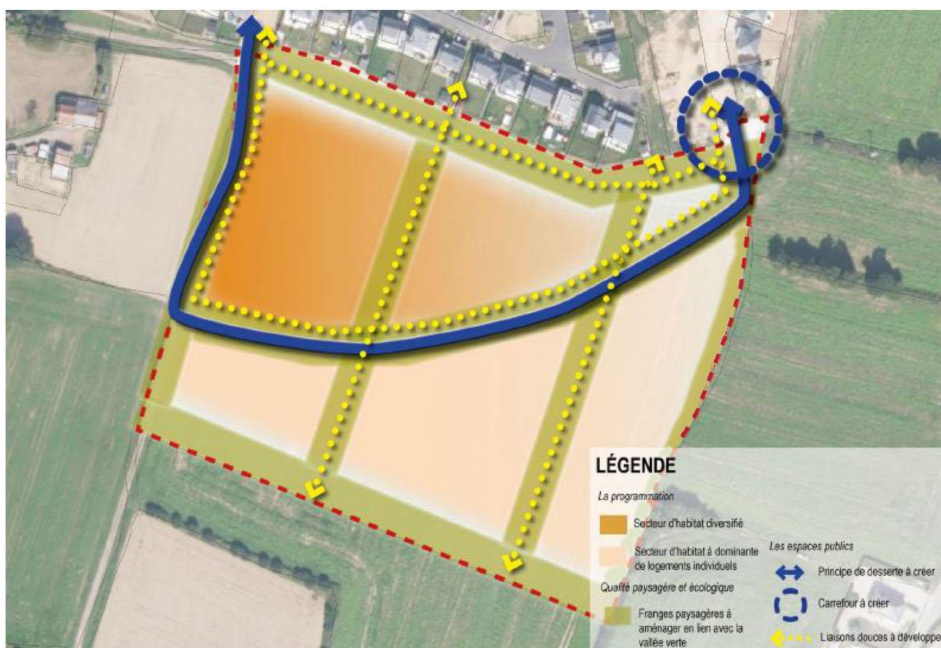 LÉGENDE
La programmation
Secteur d'habitat diversifié
Secteur d'habitat à dominante
de logements individuels
Qualité paysagère et écologique
Franges paysagères à
aménager en lien avec la
vallée verte
Les espaces publics
Principe de desserte à créer
Carrefour à créer
Liaisons douces à développe